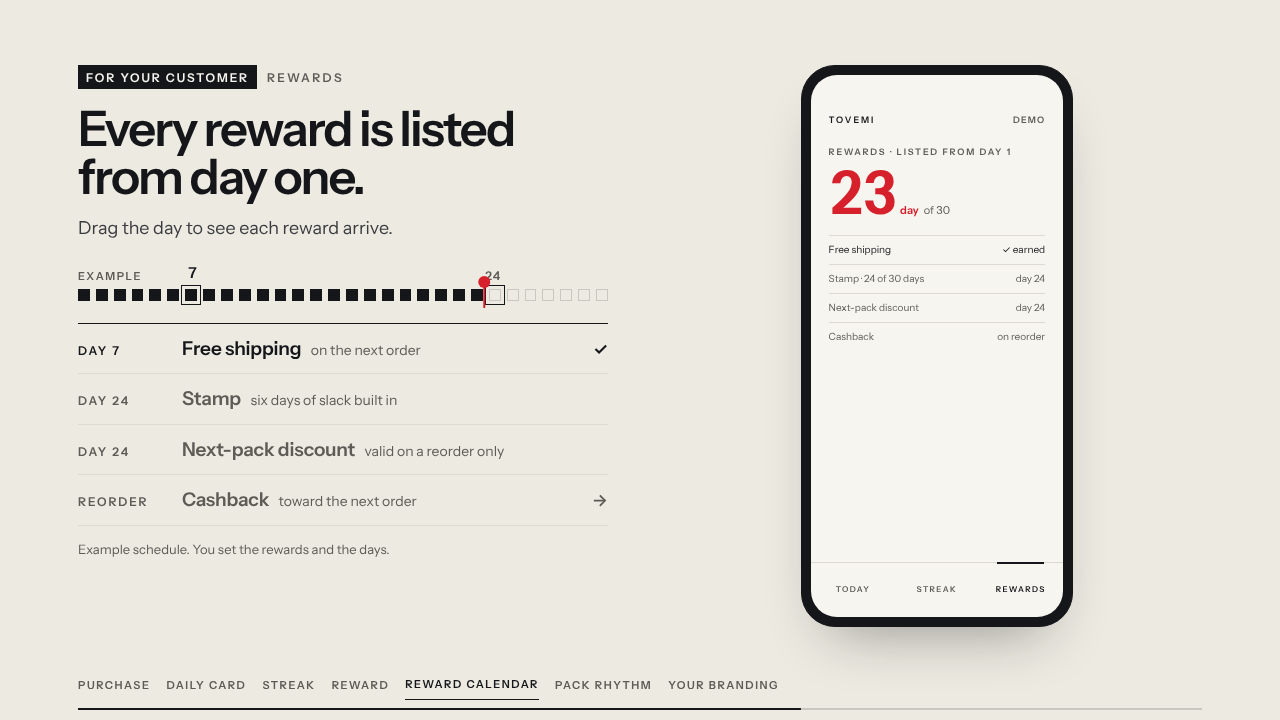 FOR YOUR CUSTOMER REWARDS
Every reward is listed
from day one.
Drag the day to see each reward arrive.
EXAMPLE 7 24
DAY 7 Free shipping on the next order
DAY 24 Stamp six days of slack built in
DAY 24 Next-pack discount valid on a reorder only
REORDER Cashback toward the next order
Example schedule. You set the rewards and the days.
TOVEMI DEMO
REWARDS · LISTED FROM DAY 1
23 day of 30
Free shipping ✓ earned
Stamp · 24 of 30 days day 24
Next-pack discount day 24
Cashback on reorder
TODAY STREAK REWARDS
PURCHASE DAILY CARD STREAK REWARD REWARD CALENDAR PACK RHYTHM YOUR BRANDING